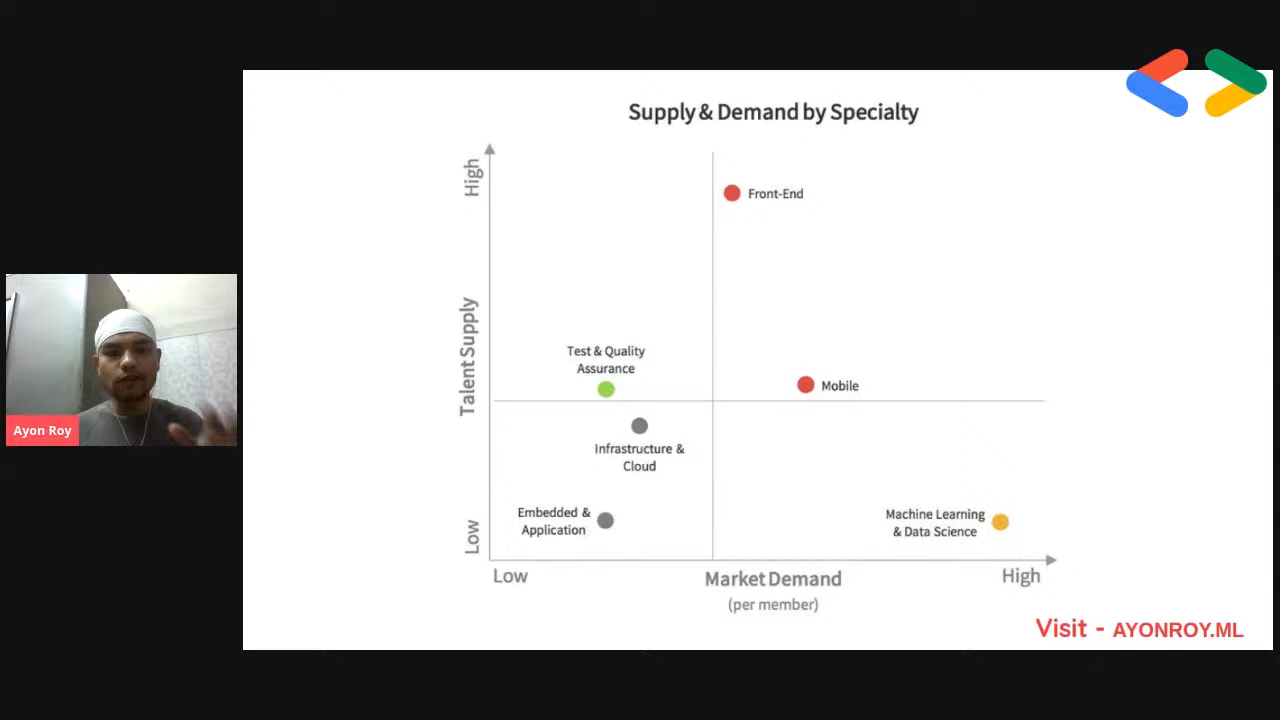 Supply & Demand by Specialty
High
Front-End
Talent Supply
Test & Quality
Assurance
Mobile
Infrastructure &
Cloud
Embedded &
Application
Machine Learning
& Data Science
Low
Low
Market Demand
High
(per member)
Visit - AYONROY.ML
Ayon Roy